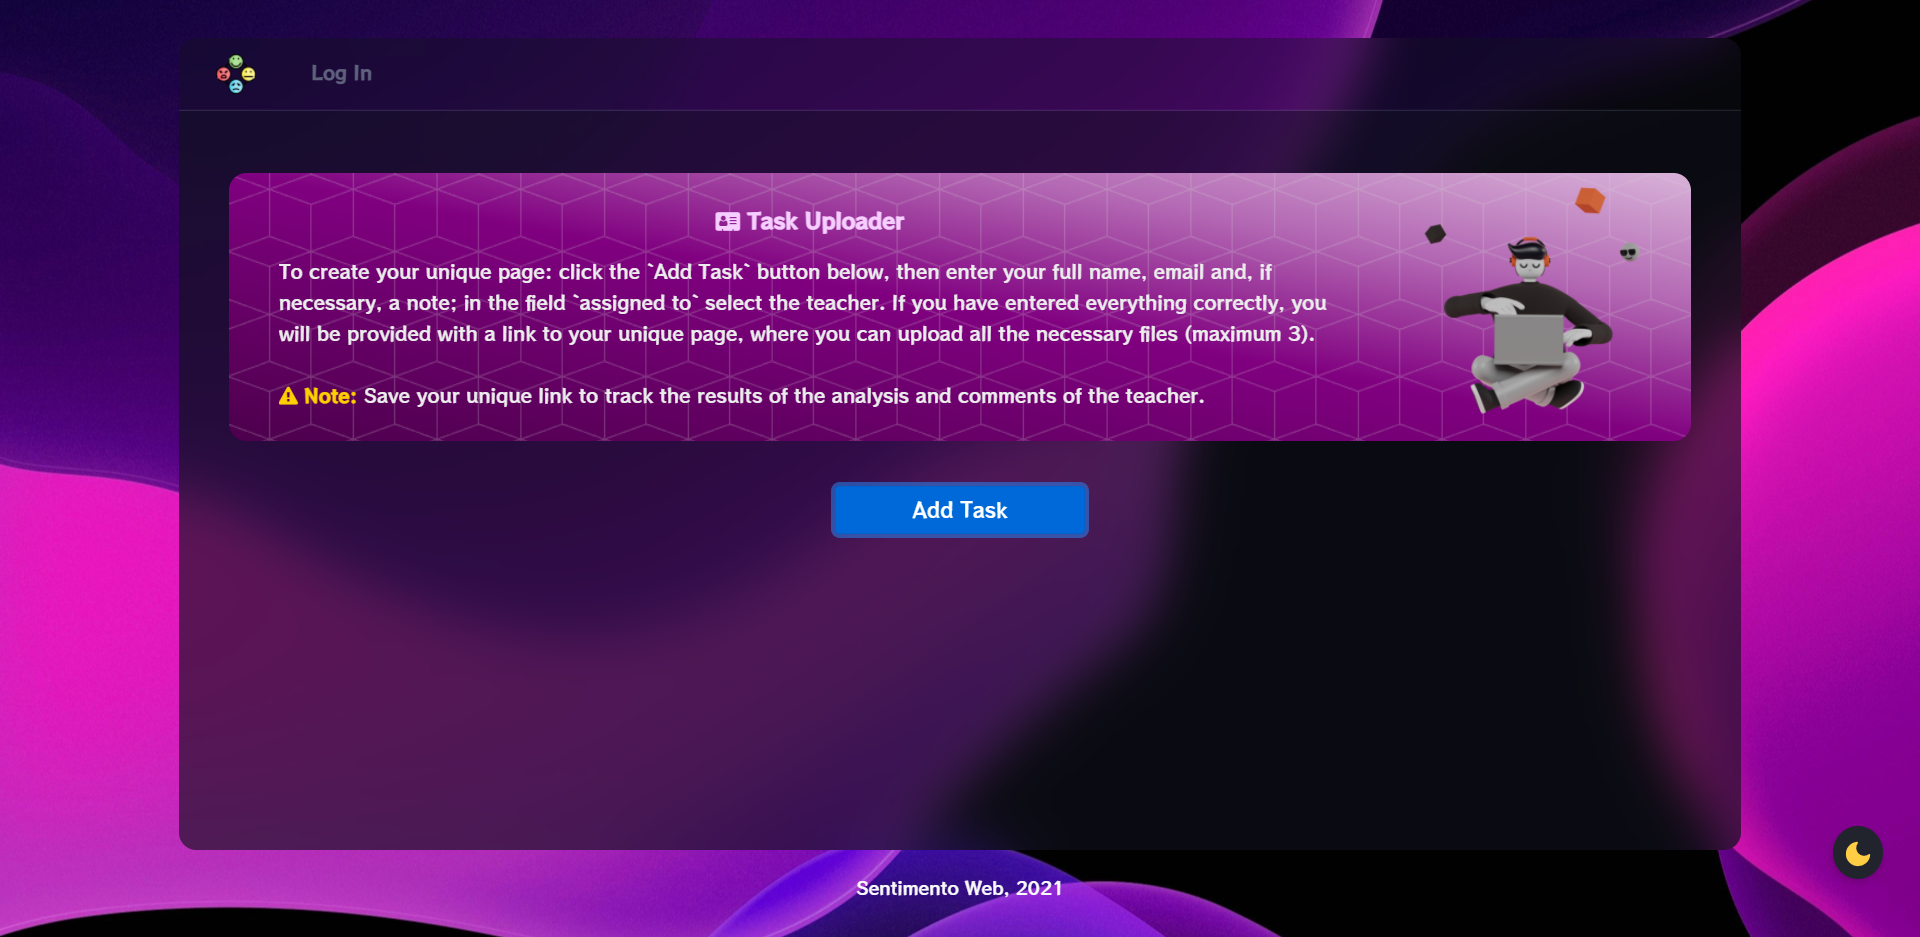 Log In
Task Uploader
To create your unique page: click the `Add Task` button below, then enter your full name, email and, if
necessary, a note; in the field `assigned to` select the teacher. If you have entered everything correctly, you
will be provided with a link to your unique page, where you can upload all the necessary files (maximum 3).
Note: Save your unique link to track the results of the analysis and comments of the teacher.
Add Task
Sentimento Web, 2021